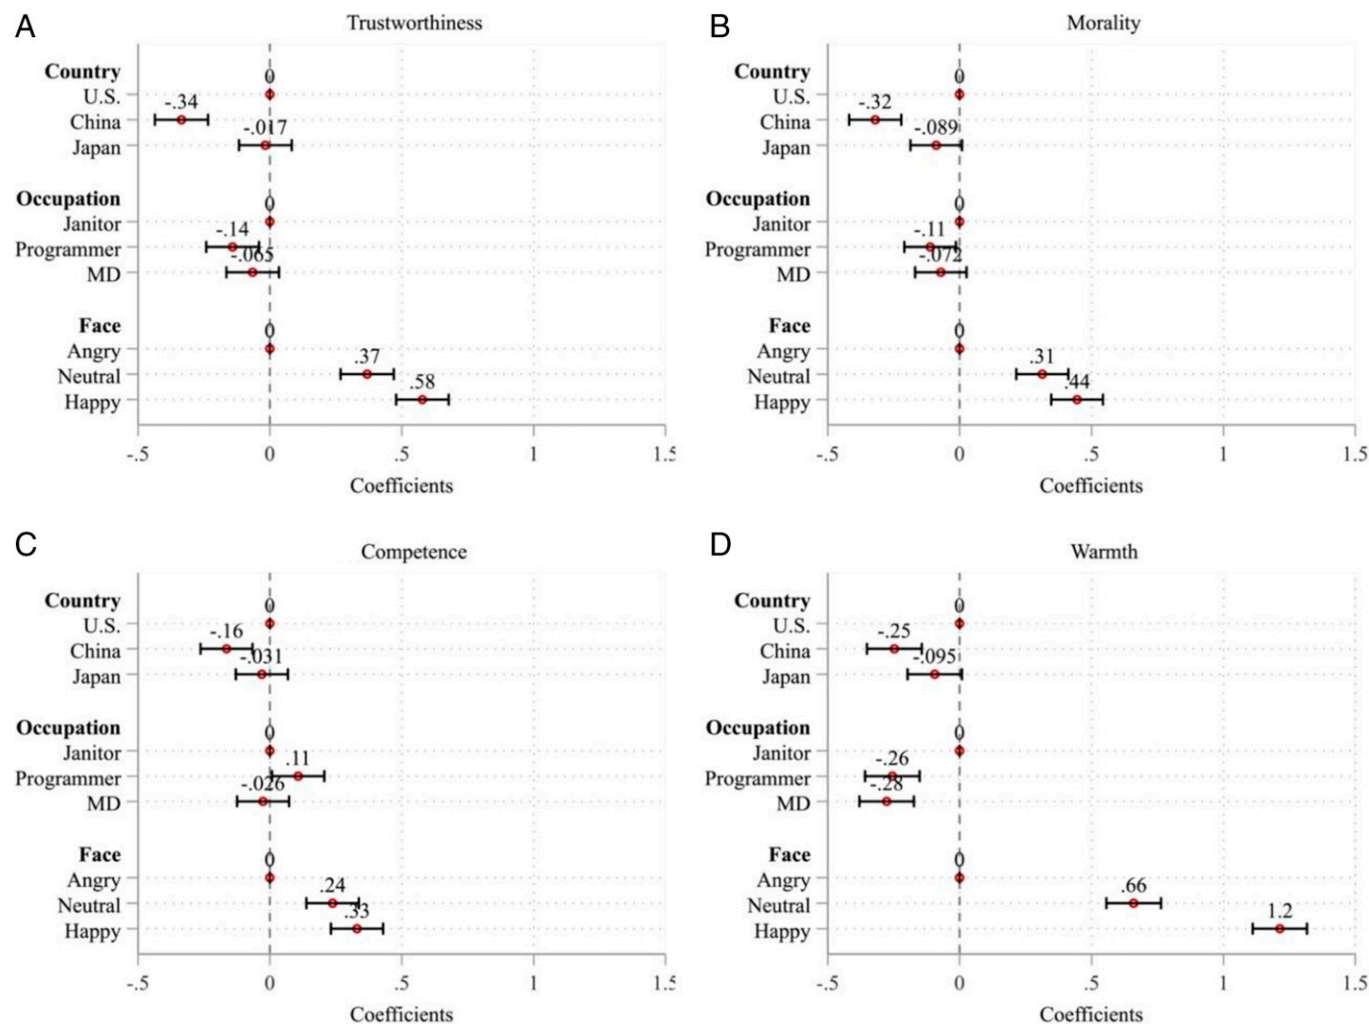 A
Trustworthiness
Country
0
U.S.
-.34
China
-.017
Japan
Occupation
0
Janitor
-.14
Programmer
-.065
MD
Face
0
Angry
.37
Neutral
.58
Happy
-.5 0 .5 1 1.5
Coefficients
B
Morality
Country
0
U.S.
-.32
China
-.089
Japan
Occupation
0
Janitor
-.11
Programmer
-.072
MD
Face
0
Angry
.31
Neutral
.44
Happy
-.5 0 .5 1 1.5
Coefficients
C
Competence
Country
0
U.S.
-.16
China
-.031
Japan
Occupation
0
Janitor
.11
Programmer
-.026
MD
Face
0
Angry
.24
Neutral
.33
Happy
-.5 0 .5 1 1.5
Coefficients
D
Warmth
Country
0
U.S.
-.25
China
-.095
Japan
Occupation
0
Janitor
-.26
Programmer
-.28
MD
Face
0
Angry
.66
Neutral
1.2
Happy
-.5 0 .5 1 1.5
Coefficients